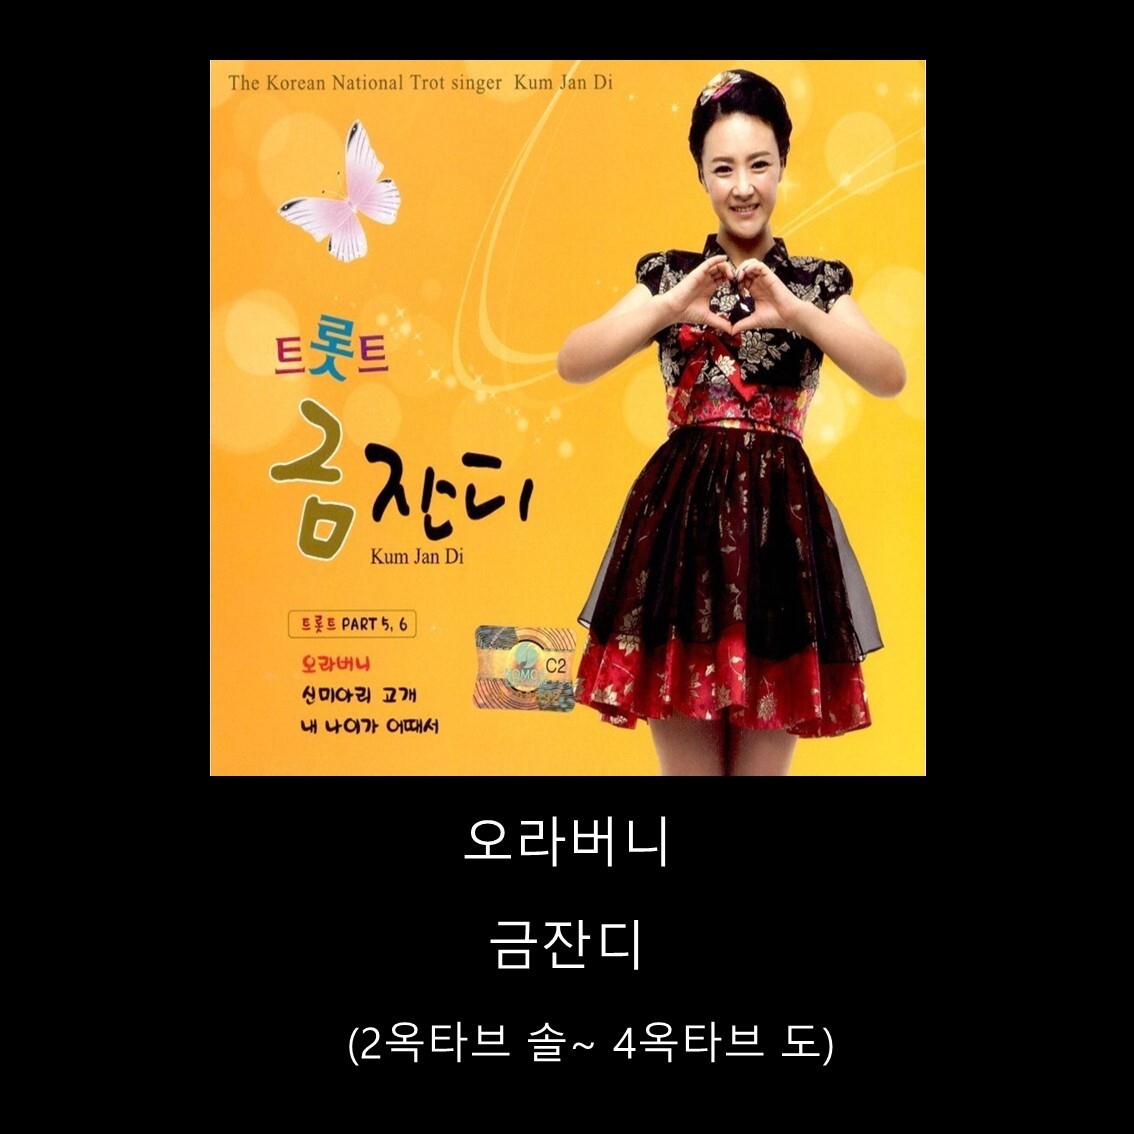 The Korean National Trot singer Kum Jan Di
트롯트
금잔디
Kum Jan Di
트롯트 PART 5, 6
오라버니
신미아리 고개
내 나이가 어때서
KOMCA C2
오라버니
금잔디
(2옥타브 솔~ 4옥타브 도)